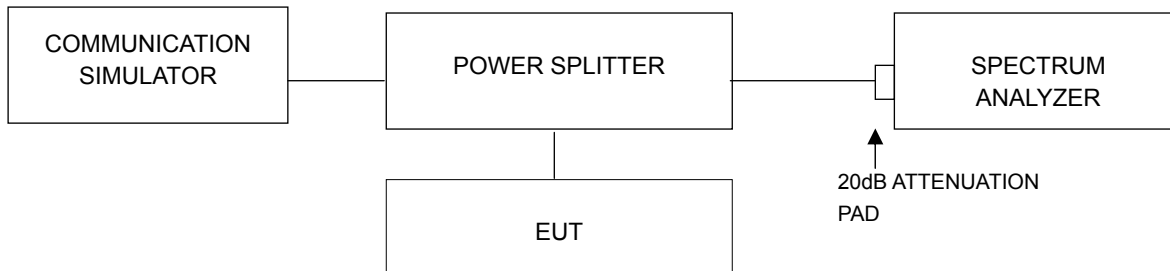 COMMUNICATION
SIMULATOR
POWER SPLITTER
SPECTRUM
ANALYZER
20dB ATTENUATION
PAD
EUT